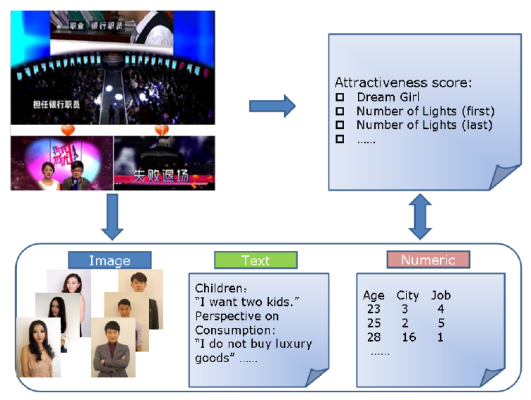 职业 银行职员
担任银行职员
失败退场
Attractiveness score:
Dream Girl
Number of Lights (first)
Number of Lights (last)
......
Image
Text
Numeric
Children:
“I want two kids.”
Perspective on
Consumption:
“I do not buy luxury
goods” ......
Age City Job
23 3 4
25 2 5
28 16 1
......